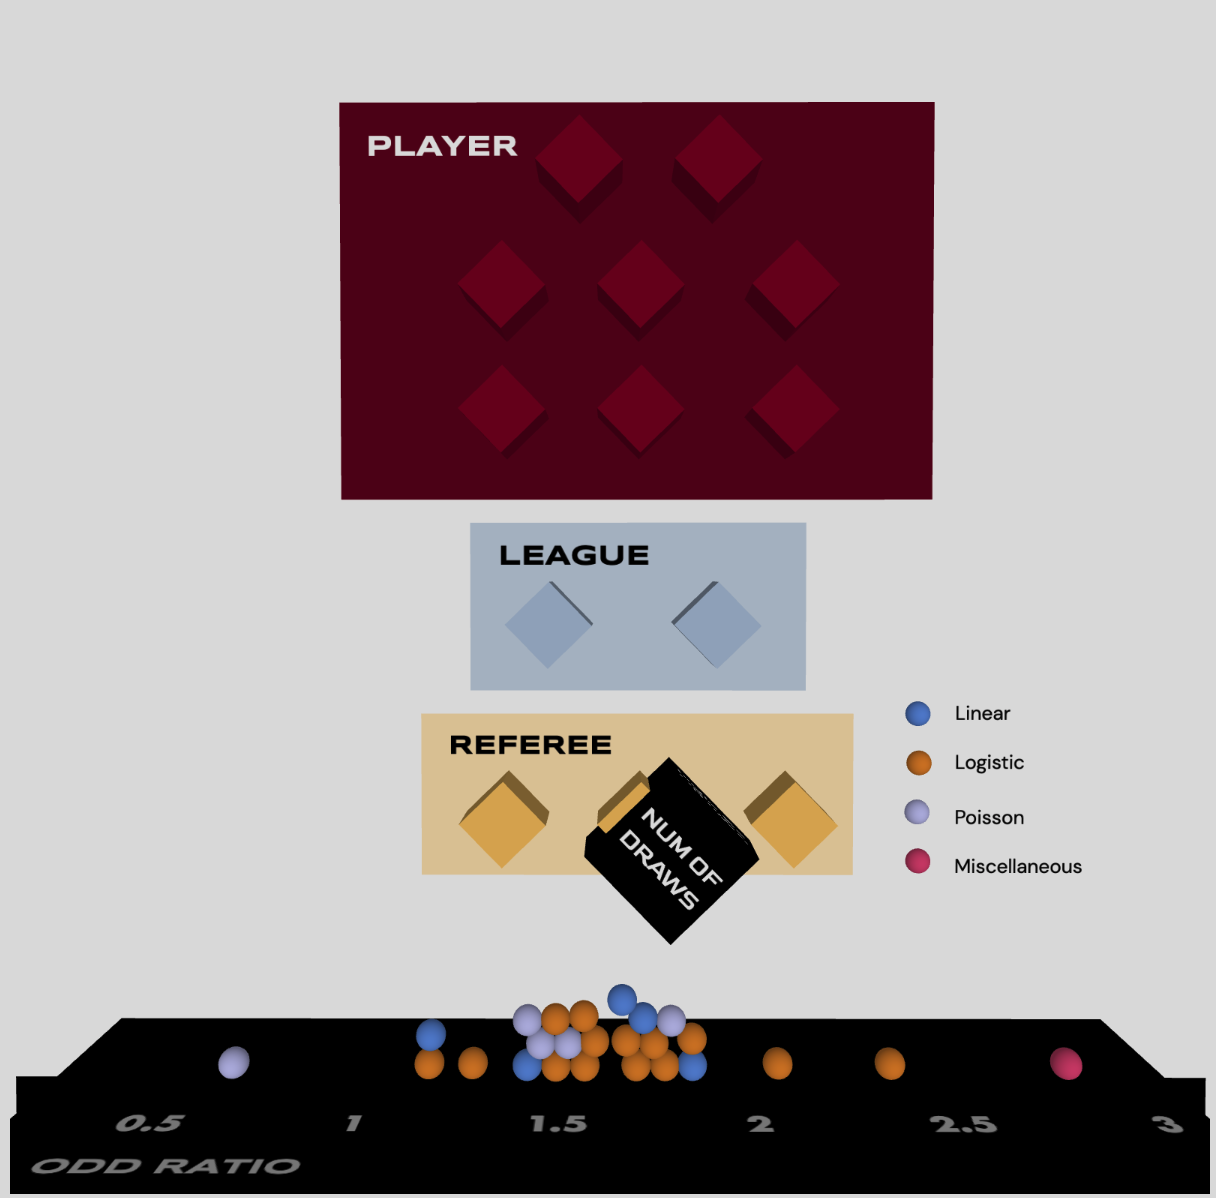 PLAYER
LEAGUE
REFEREE
NUM OF
DRAWS
Linear
Logistic
Poisson
Miscellaneous
0.5 1 1.5 2 2.5 3
ODD RATIO